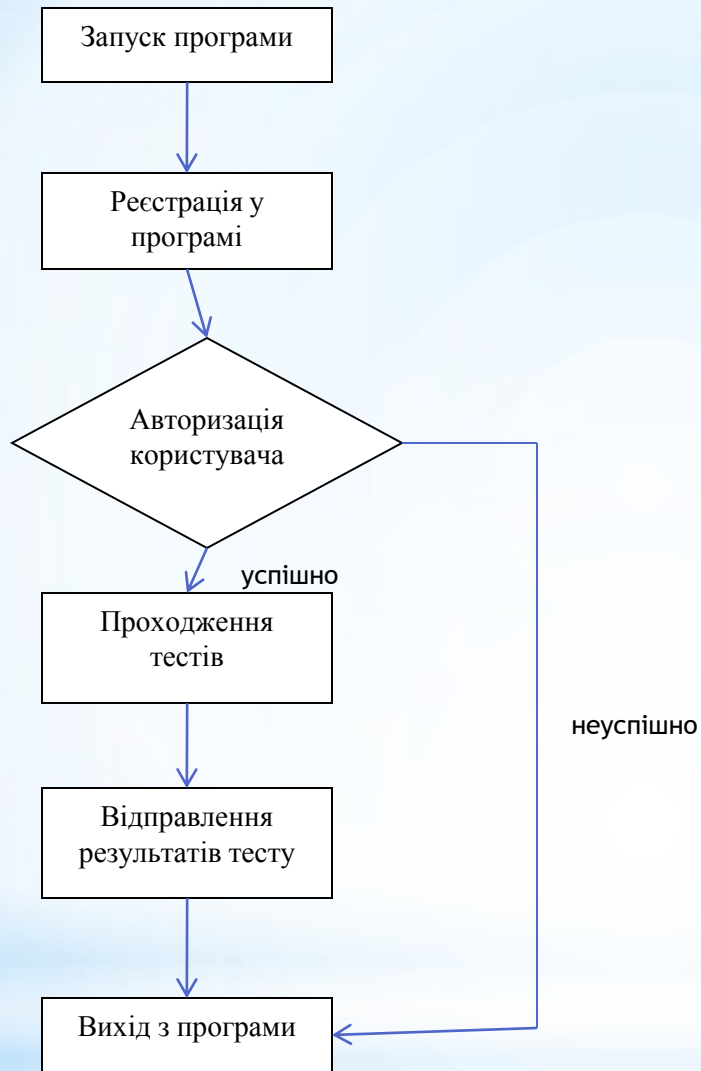 Запуск програми
Реєстрація у
програмі
Авторизація
користувача
успішно
Проходження
тестів
неуспішно
Відправлення
результатів тесту
Вихід з програми